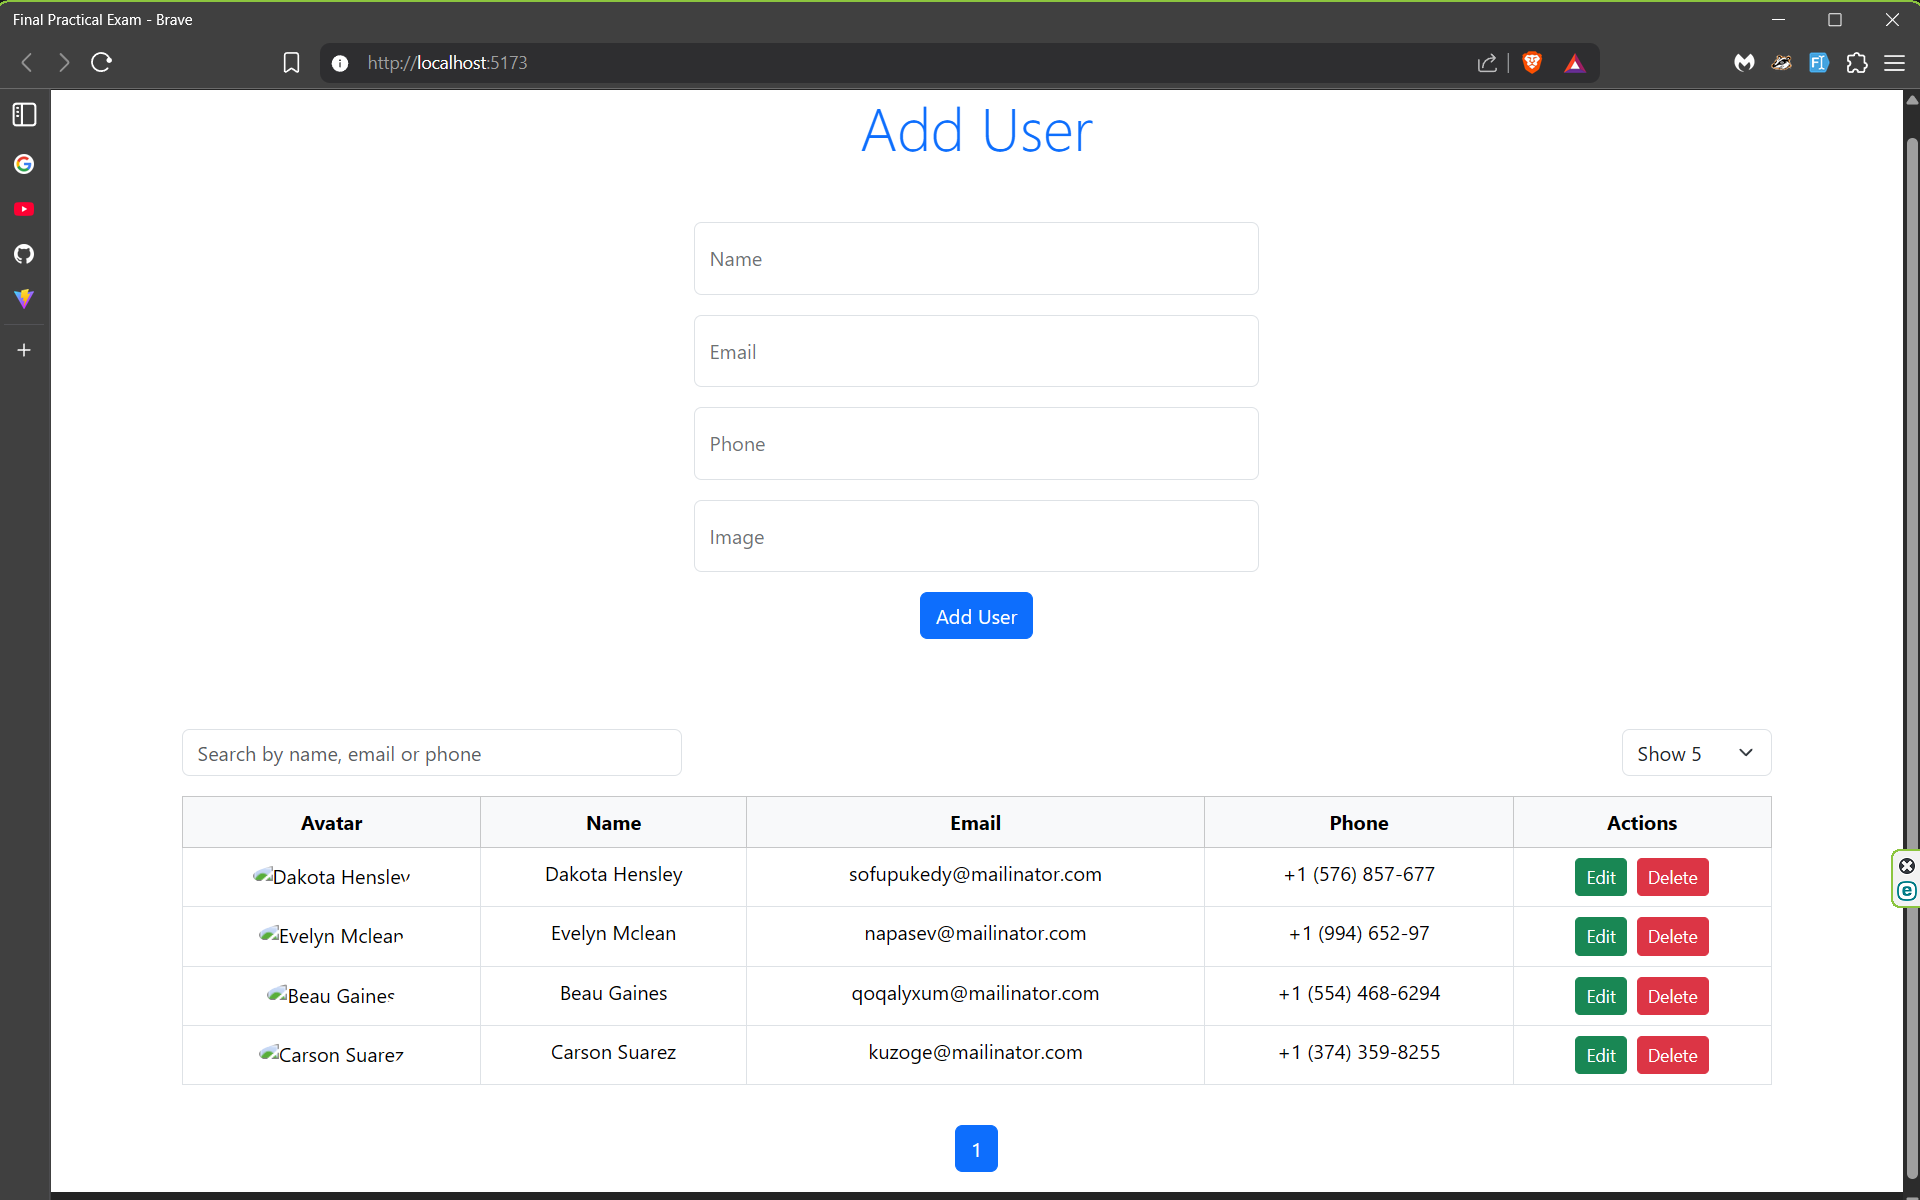 Final Practical Exam - Brave
http://localhost:5173
Add User
Name
Email
Phone
Image
Add User
Search by name, email or phone
Show 5
Avatar Name Email Phone Actions
Dakota Hensley Dakota Hensley sofupukedy@mailinator.com +1 (576) 857-677 Edit Delete
Evelyn Mclean Evelyn Mclean napasev@mailinator.com +1 (994) 652-97 Edit Delete
Beau Gaines Beau Gaines qoqalyxum@mailinator.com +1 (554) 468-6294 Edit Delete
Carson Suarez Carson Suarez kuzoge@mailinator.com +1 (374) 359-8255 Edit Delete
1